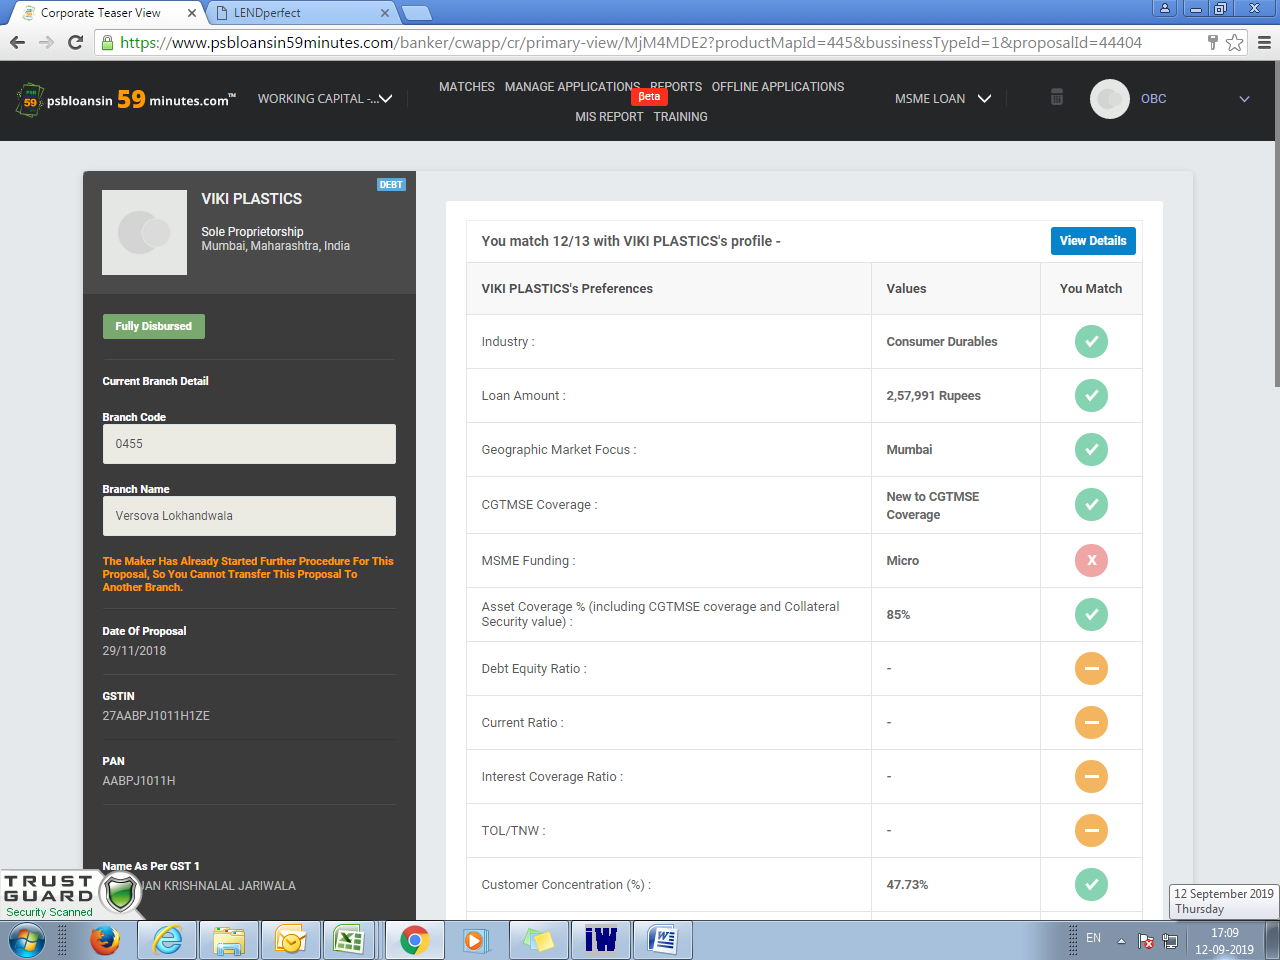 Corporate Teaser View
LENDperfect
https://www.psbloansin59minutes.com/banker/cwapp/cr/primary-view/MjM4MDE2?productMapId=445&bussinessTypeId=1&proposalId=44404
PSB
59
psbloansin 59 minutes.com™
WORKING CAPITAL -...
MATCHES MANAGE APPLICATIONS REPORTS OFFLINE APPLICATIONS
βeta
MIS REPORT TRAINING
MSME LOAN
OBC
DEBT
VIKI PLASTICS
Sole Proprietorship
Mumbai, Maharashtra, India
Fully Disbursed
Current Branch Detail
Branch Code
0455
Branch Name
Versova Lokhandwala
The Maker Has Already Started Further Procedure For This
Proposal, So You Cannot Transfer This Proposal To
Another Branch.
Date Of Proposal
29/11/2018
GSTIN
27AABPJ1011H1ZE
PAN
AABPJ1011H
Name As Per GST 1
JAN KRISHNALAL JARIWALA
TRUST
GUARD
Security Scanned
You match 12/13 with VIKI PLASTICS's profile -
View Details
VIKI PLASTICS's Preferences Values You Match
Industry : Consumer Durables
Loan Amount : 2,57,991 Rupees
Geographic Market Focus : Mumbai
CGTMSE Coverage : New to CGTMSE
Coverage
MSME Funding : Micro X
Asset Coverage % (including CGTMSE coverage and Collateral
Security value) : 85%
Debt Equity Ratio : -
Current Ratio : -
Interest Coverage Ratio : -
TOL/TNW : -
Customer Concentration (%) : 47.73%
12 September 2019
Thursday
iW
EN
17:09
12-09-2019